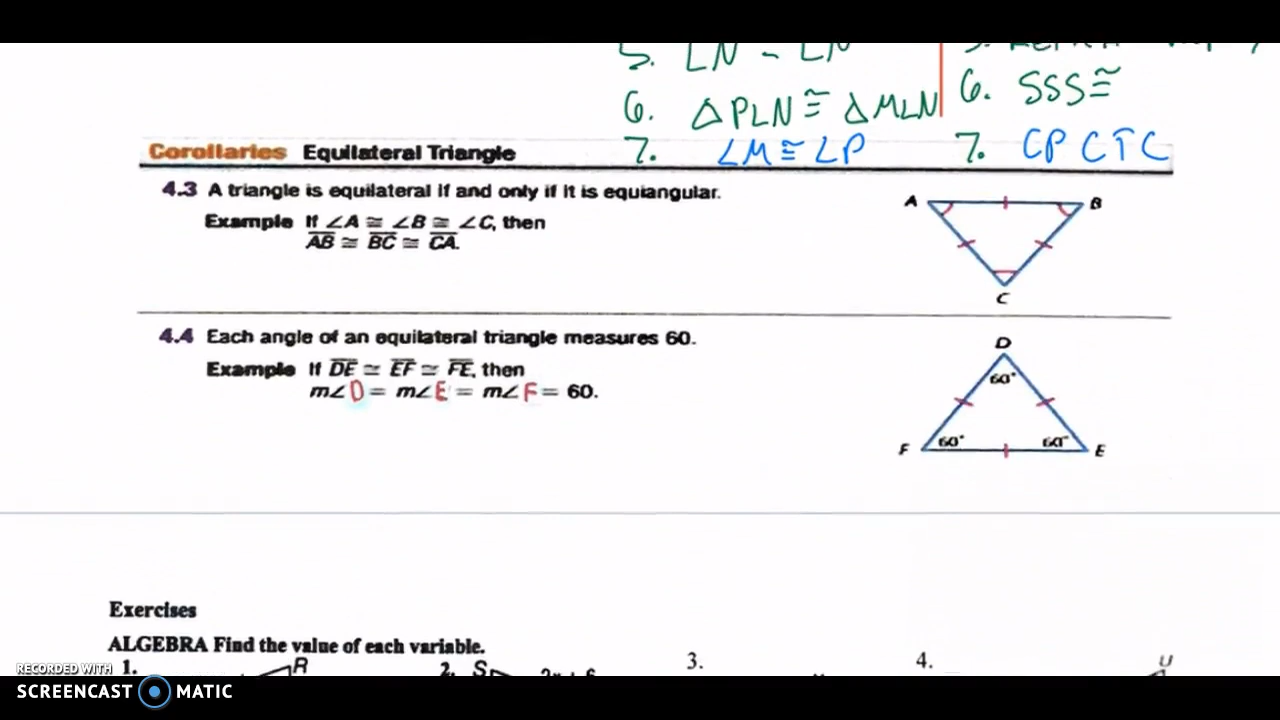 5. LN - LN
6. △PLN ≅ △MLN
6. SSS≅
7. ∠M ≅ ∠P
7. CPCTC
Corollaries Equilateral Triangle
4.3 A triangle is equilateral if and only if it is equiangular.
Example If ∠A ≅ ∠B ≅ ∠C, then
AB ≅ BC ≅ CA.
A
B
C
4.4 Each angle of an equilateral triangle measures 60.
Example If DE ≅ EF ≅ FE, then
m∠D = m∠E = m∠F = 60.
D
60°
F 60° 60° E
Exercises
ALGEBRA Find the value of each variable.
1. R
2. S
3.
4. U
RECORDED WITH
SCREENCAST MATIC